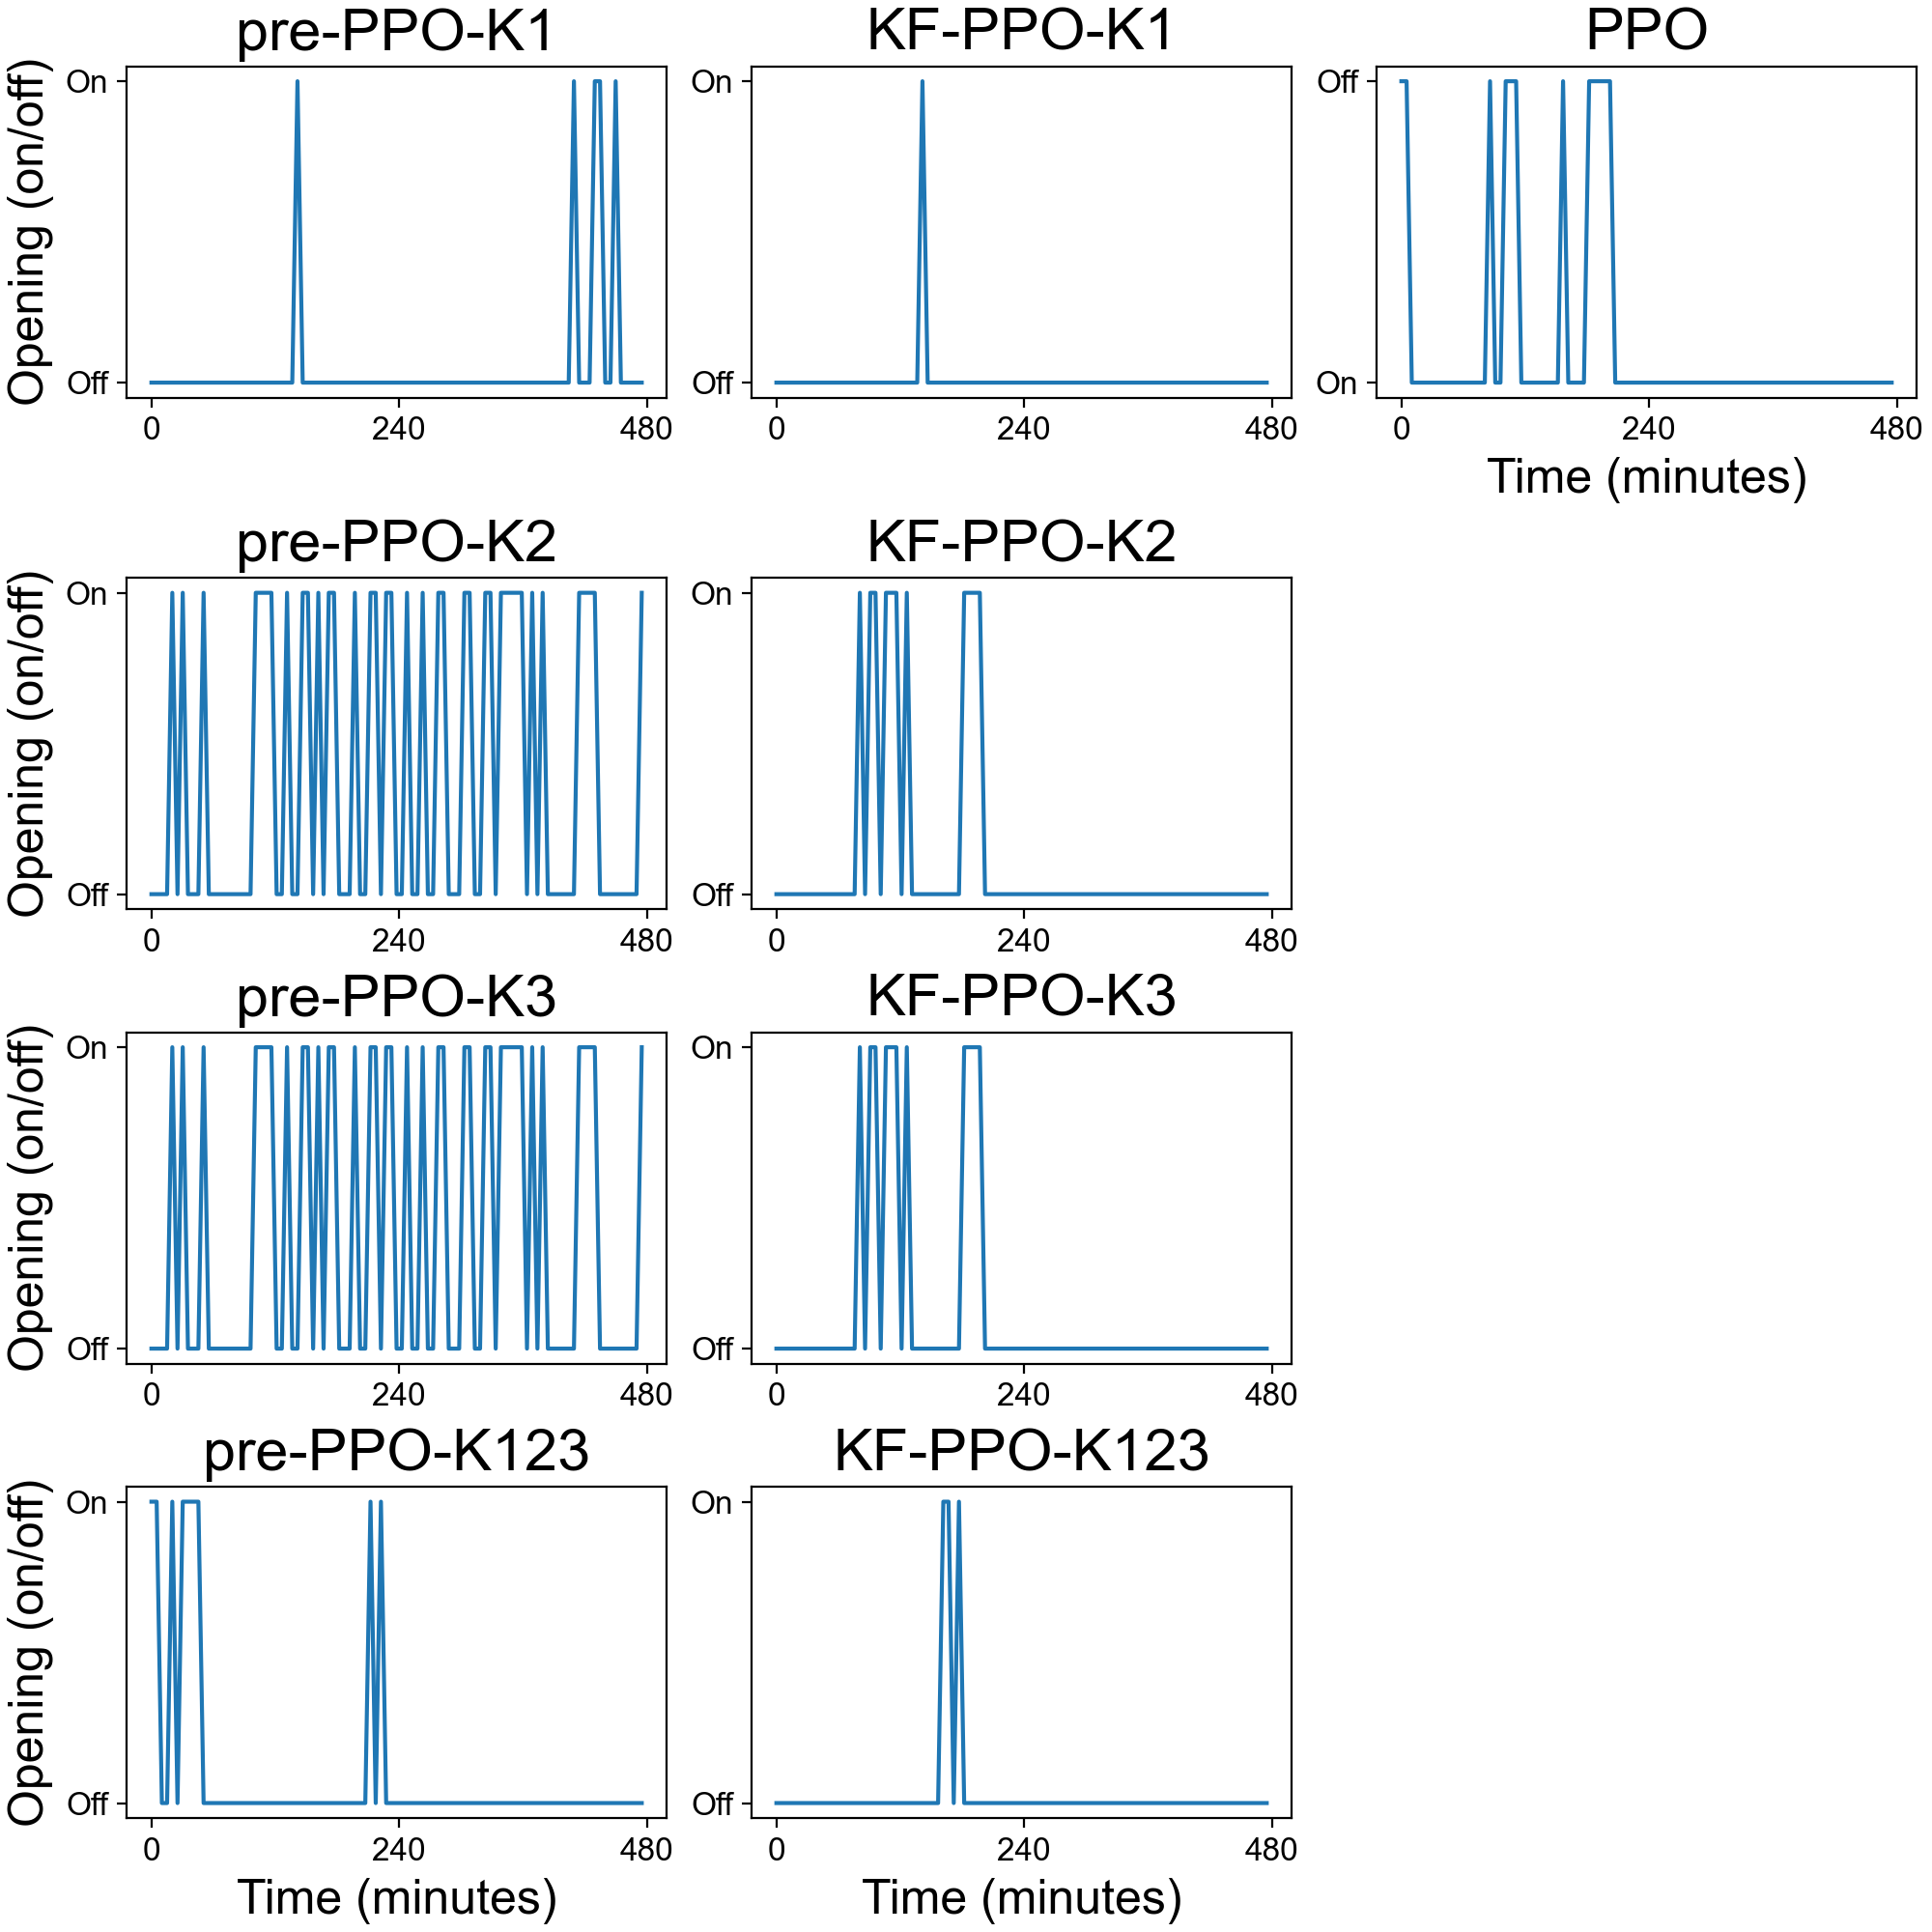 pre-PPO-K1
KF-PPO-K1
PPO
Opening (on/off)
On
Off
0 240 480
On
Off
0 240 480
Off
On
0 240 480
Time (minutes)
pre-PPO-K2
KF-PPO-K2
Opening (on/off)
On
Off
0 240 480
On
Off
0 240 480
pre-PPO-K3
KF-PPO-K3
Opening (on/off)
On
Off
0 240 480
On
Off
0 240 480
pre-PPO-K123
KF-PPO-K123
Opening (on/off)
On
Off
0 240 480
Time (minutes)
On
Off
0 240 480
Time (minutes)